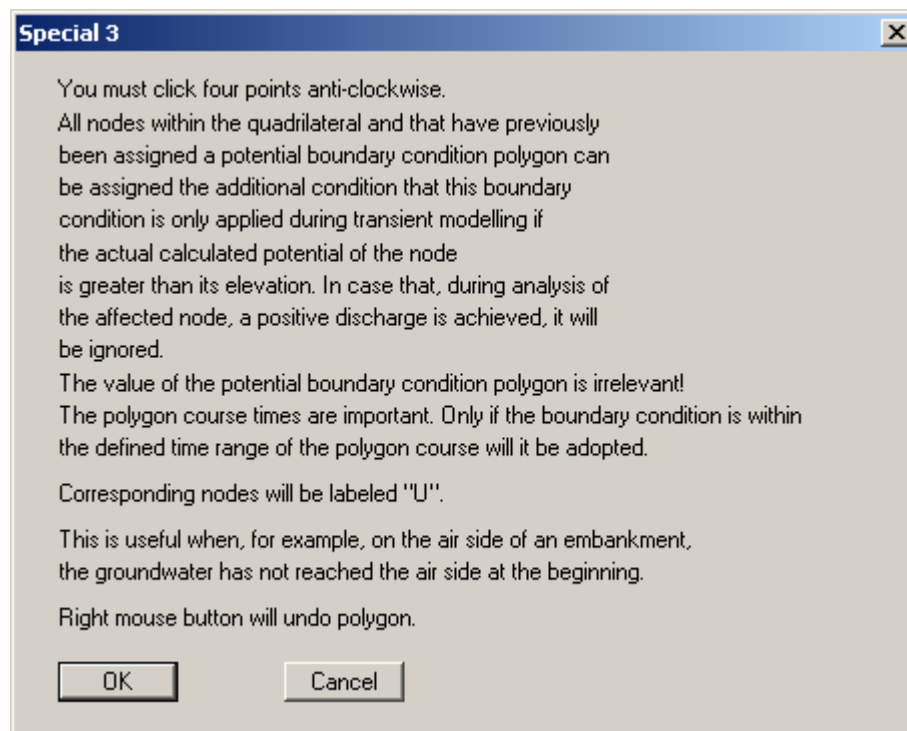 Special 3
You must click four points anti-clockwise.
All nodes within the quadrilateral and that have previously
been assigned a potential boundary condition polygon can
be assigned the additional condition that this boundary
condition is only applied during transient modelling if
the actual calculated potential of the node
is greater than its elevation. In case that, during analysis of
the affected node, a positive discharge is achieved, it will
be ignored.
The value of the potential boundary condition polygon is irrelevant!
The polygon course times are important. Only if the boundary condition is within
the defined time range of the polygon course will it be adopted.
Corresponding nodes will be labeled "U".
This is useful when, for example, on the air side of an embankment,
the groundwater has not reached the air side at the beginning.
Right mouse button will undo polygon.
OK Cancel